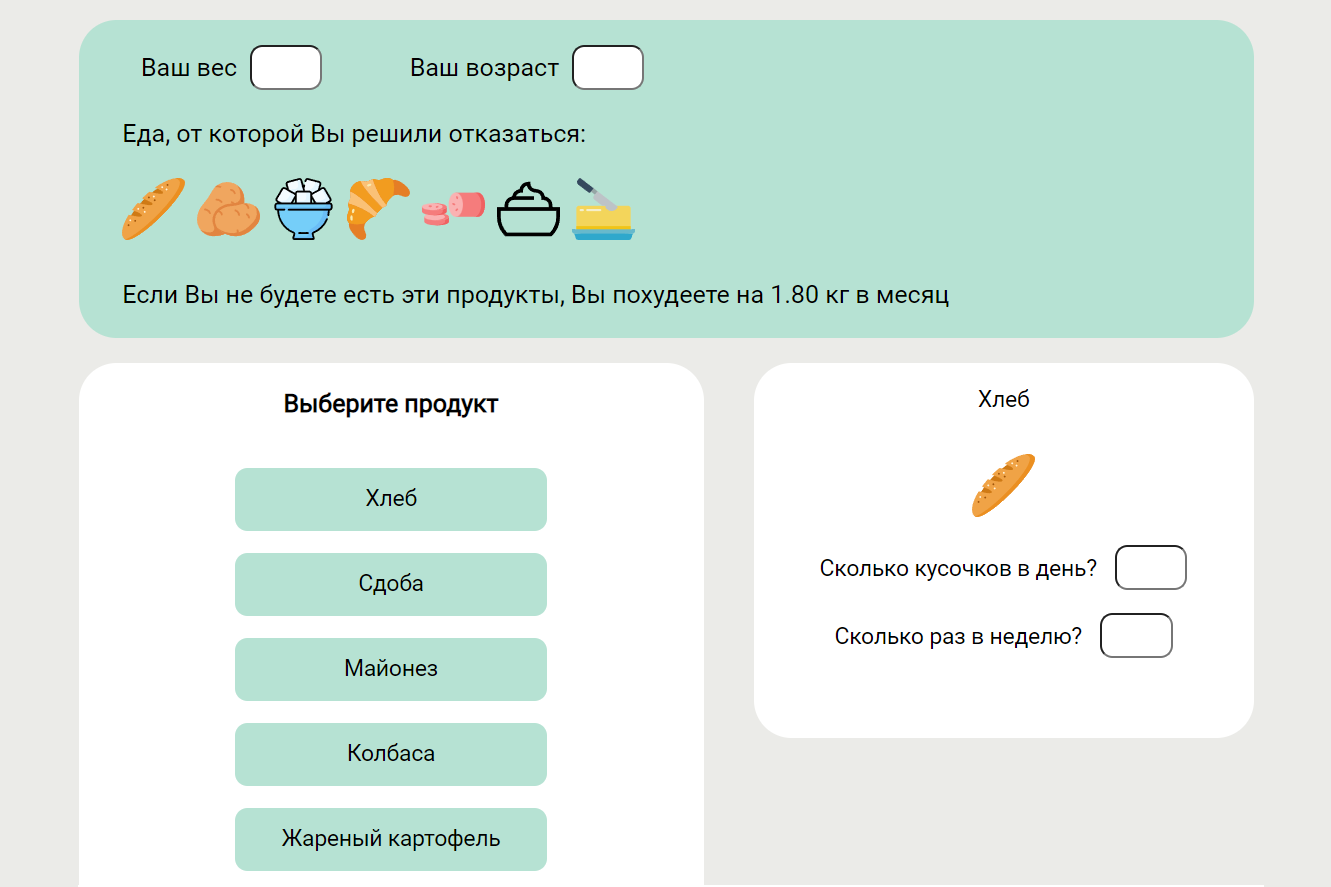 Ваш вес Ваш возраст
Еда, от которой Вы решили отказаться:
Если Вы не будете есть эти продукты, Вы похудеете на 1.80 кг в месяц
Выберите продукт
Хлеб
Сдоба
Майонез
Колбаса
Жареный картофель
Хлеб
Сколько кусочков в день?
Сколько раз в неделю?